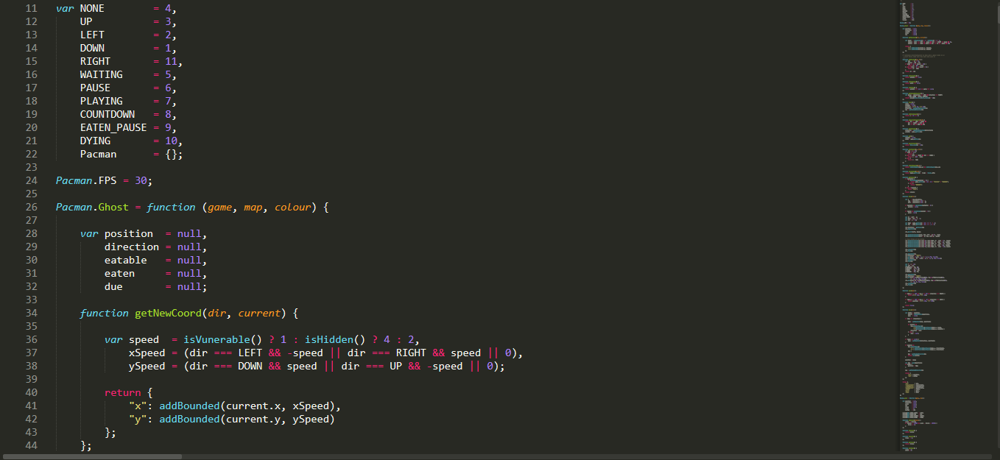 11 var NONE = 4,
12 UP = 3,
13 LEFT = 2,
14 DOWN = 1,
15 RIGHT = 11,
16 WAITING = 5,
17 PAUSE = 6,
18 PLAYING = 7,
19 COUNTDOWN = 8,
20 EATEN_PAUSE = 9,
21 DYING = 10,
22 Pacman = {};
23
24 Pacman.FPS = 30;
25
26 Pacman.Ghost = function (game, map, colour) {
27
28 var position = null,
29 direction = null,
30 eatable = null,
31 eaten = null,
32 due = null;
33
34 function getNewCoord(dir, current) {
35
36 var speed = isVunerable() ? 1 : isHidden() ? 4 : 2,
37 xSpeed = (dir === LEFT && -speed || dir === RIGHT && speed || 0),
38 ySpeed = (dir === DOWN && speed || dir === UP && -speed || 0);
39
40 return {
41 "x": addBounded(current.x, xSpeed),
42 "y": addBounded(current.y, ySpeed)
43 };
44 };